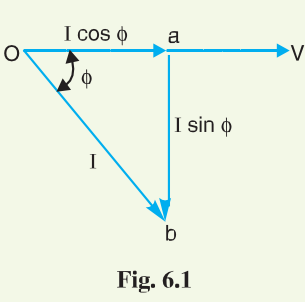 I cos ϕ
O
a
V
ϕ
I sin ϕ
I
b
Fig. 6.1